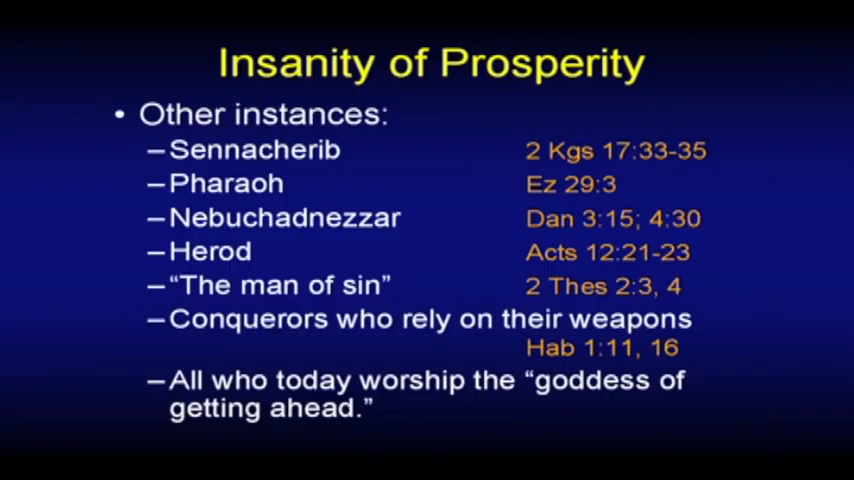 Insanity of Prosperity
• Other instances:
–Sennacherib 2 Kgs 17:33-35
–Pharaoh Ez 29:3
–Nebuchadnezzar Dan 3:15; 4:30
–Herod Acts 12:21-23
–“The man of sin” 2 Thes 2:3, 4
–Conquerors who rely on their weapons
Hab 1:11, 16
–All who today worship the “goddess of
getting ahead.”